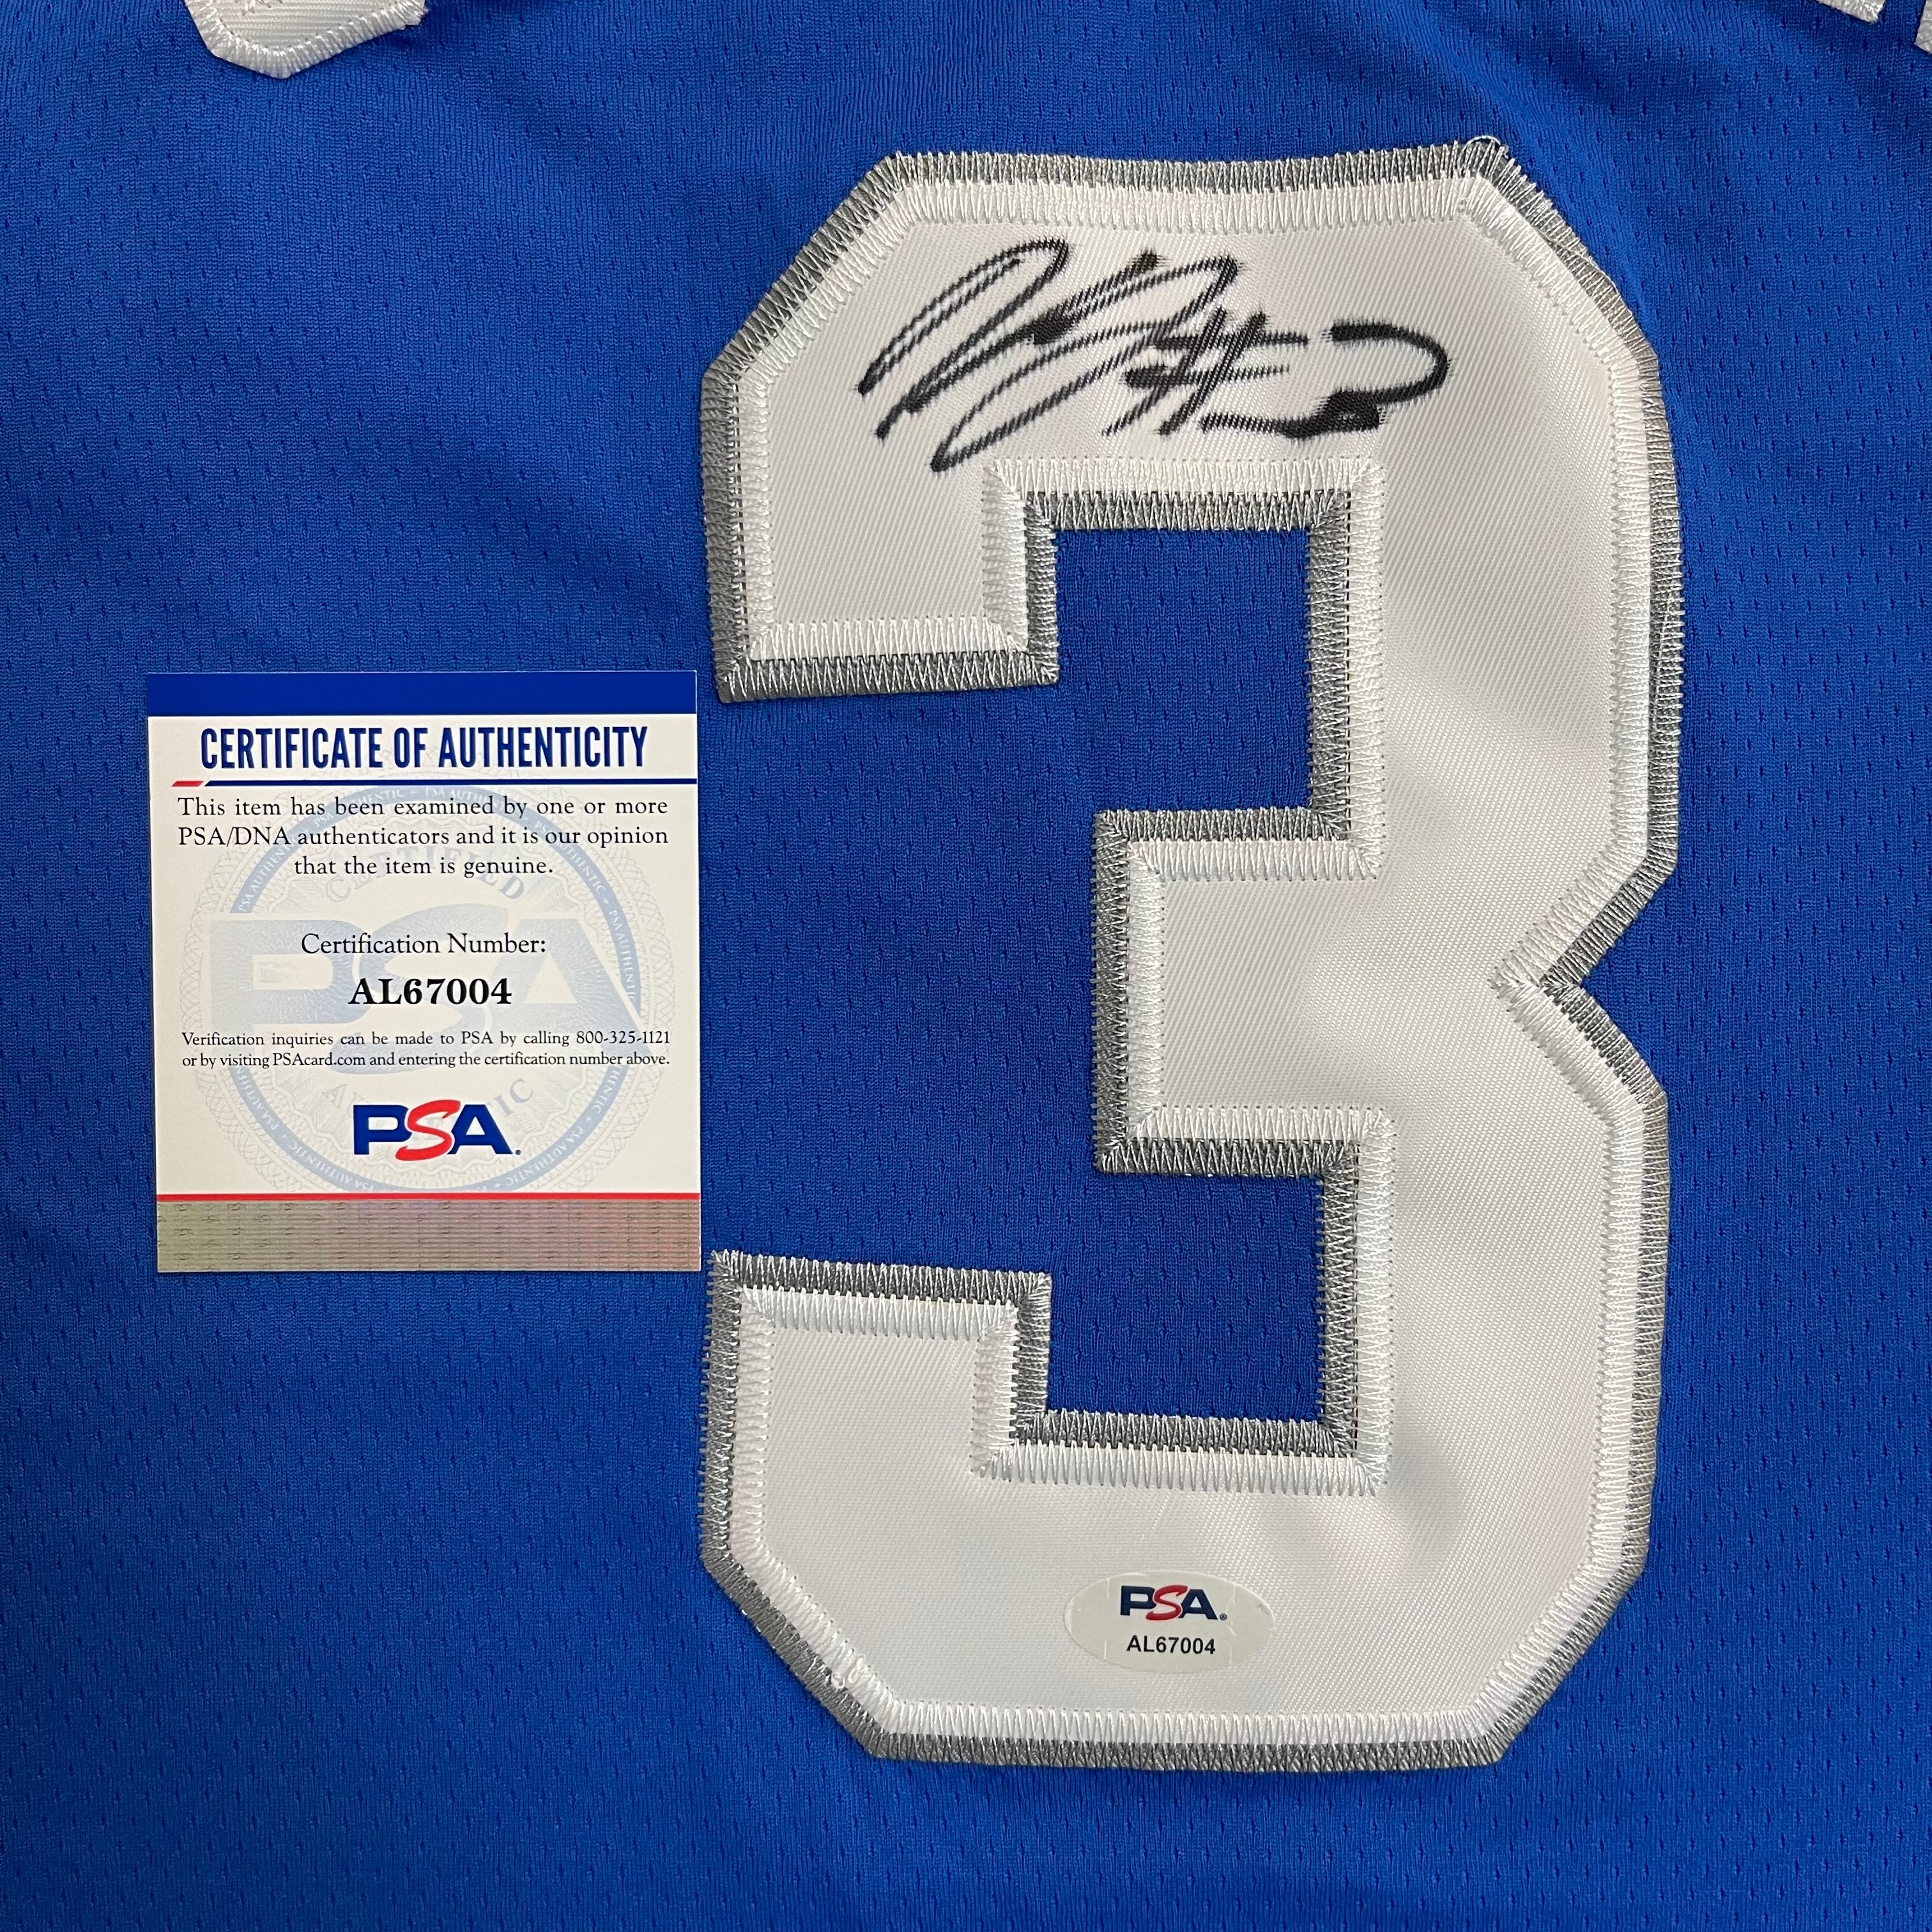 CERTIFICATE OF AUTHENTICITY
This item has been examined by one or more
PSA/DNA authenticators and it is our opinion
that the item is genuine.
Certification Number:
AL67004
Verification inquiries can be made to PSA by calling 800-325-1121
or by visiting PSAcard.com and entering the certification number above.
PSA.
3
PSA
AL67004